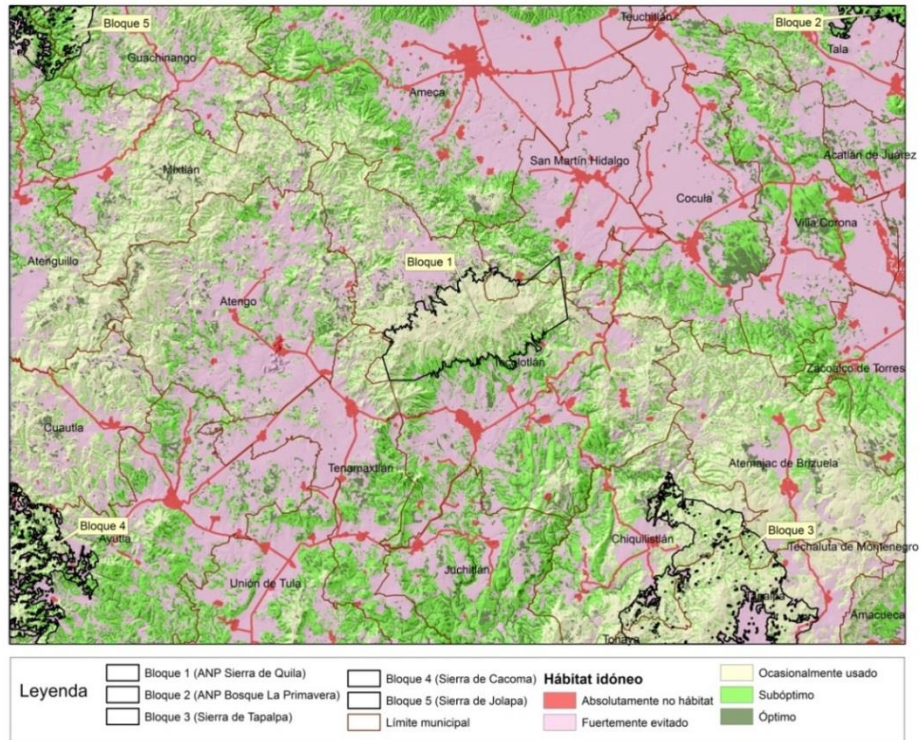 Bloque 5
Teuchitlán
Bloque 2
Tala
Guachinango
Ameca
Mixtlán
San Martín Hidalgo
Acatlán de Juárez
Cocula
Villa Corona
Atenguillo
Bloque 1
Atengo
Tecolotlán
Zacoalco de Torres
Cuautla
Tenamaxtlán
Atemajac de Brizuela
Bloque 4
Ayutla
Chiquilistlán
Bloque 3
Techaluta de Montenegro
Unión de Tula
Juchitlán
Tapalpa
Amacueca
Tonaya
Leyenda
Bloque 1 (ANP Sierra de Quila)
Bloque 2 (ANP Bosque La Primavera)
Bloque 3 (Sierra de Tapalpa)
Bloque 4 (Sierra de Cacoma)
Bloque 5 (Sierra de Jolapa)
Límite municipal
Hábitat idóneo
Absolutamente no hábitat
Fuertemente evitado
Ocasionalmente usado
Subóptimo
Óptimo